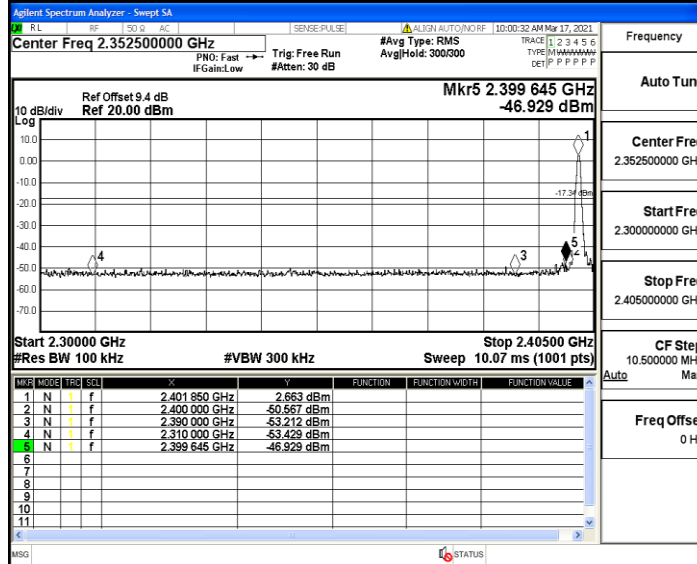 Agilent Spectrum Analyzer - Swept SA
RL RF 50 Ω AC SENSE:PULSE ALIGN AUTO/NO RF 10:00:32 AM Mar 17, 2021
Center Freq 2.352500000 GHz
PNO: Fast
IFGain:Low
Trig: Free Run
#Atten: 30 dB
#Avg Type: RMS
Avg|Hold: 300/300
TRACE 1 2 3 4 5 6
TYPE M
DET P P P P P P
Mkr5 2.399 645 GHz
-46.929 dBm
Ref Offset 9.4 dB
Ref 20.00 dBm
10 dB/div
Log
10.0
0.00
-10.0
-20.0
-30.0
-40.0
-50.0
-60.0
-70.0
1
-17.34 dBm
5
2
3
4
Start 2.30000 GHz
Stop 2.40500 GHz
#Res BW 100 kHz
#VBW 300 kHz
Sweep 10.07 ms (1001 pts)
MKR MODE TRC SCL X Y FUNCTION FUNCTION WIDTH FUNCTION VALUE
1 N 1 f 2.401 850 GHz 2.663 dBm
2 N 1 f 2.400 000 GHz -50.567 dBm
3 N 1 f 2.390 000 GHz -53.212 dBm
4 N 1 f 2.310 000 GHz -53.429 dBm
5 N 1 f 2.399 645 GHz -46.929 dBm
6
7
8
9
10
11
MSG
STATUS
Frequency
Auto Tun
Center Fre
2.352500000 GH
Start Fre
2.300000000 GH
Stop Fre
2.405000000 GH
CF Step
10.500000 MH
Auto Ma
Freq Offse
0 H